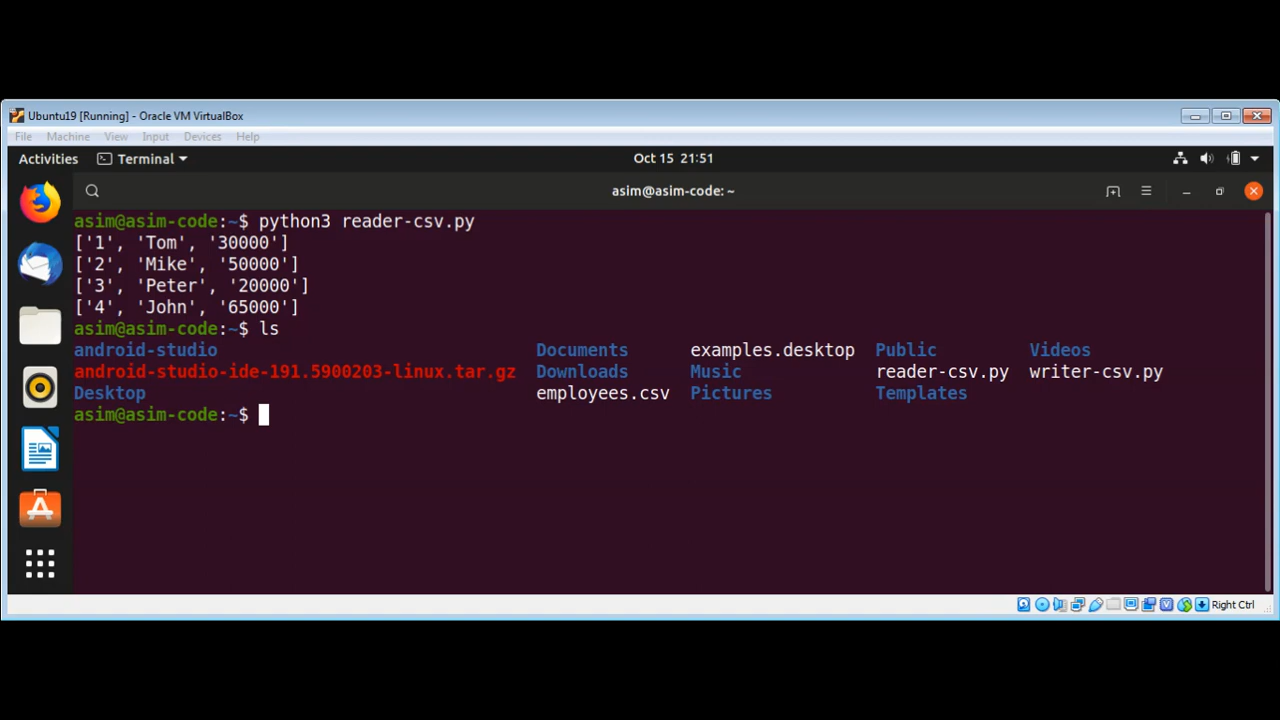 Ubuntu19 [Running] - Oracle VM VirtualBox
File Machine View Input Devices Help
Activities Terminal Oct 15 21:51
asim@asim-code: ~
asim@asim-code:~$ python3 reader-csv.py
['1', 'Tom', '30000']
['2', 'Mike', '50000']
['3', 'Peter', '20000']
['4', 'John', '65000']
asim@asim-code:~$ ls
android-studio Documents examples.desktop Public Videos
android-studio-ide-191.5900203-linux.tar.gz Downloads Music reader-csv.py writer-csv.py
Desktop employees.csv Pictures Templates
asim@asim-code:~$
Right Ctrl